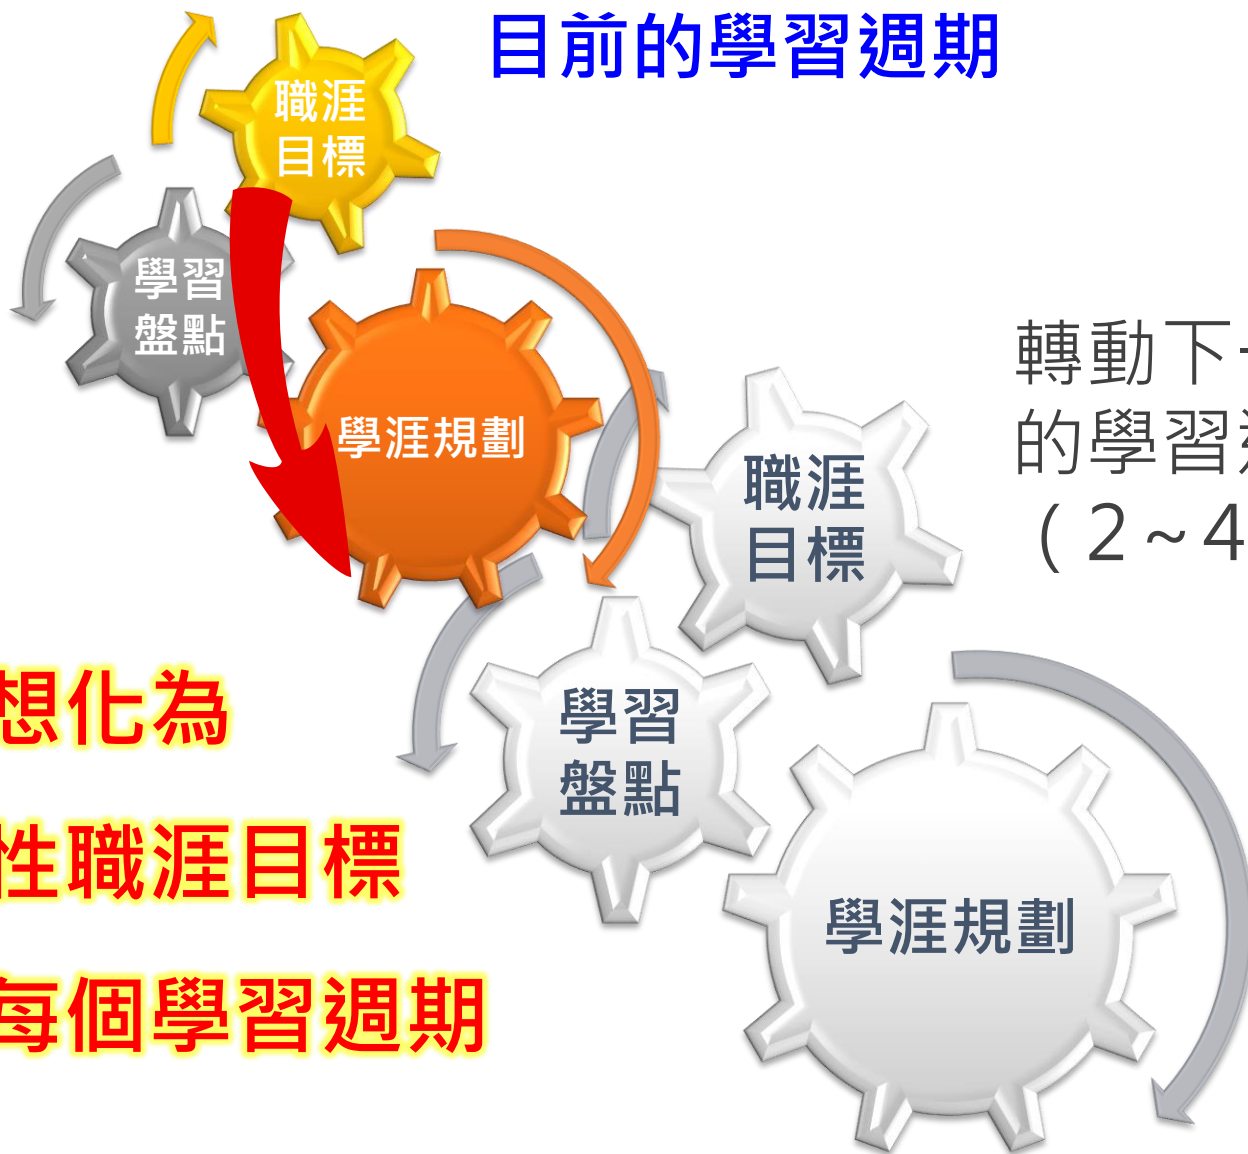 目前的學習週期
職涯
目標
學習
盤點
學涯規劃
轉動下
的學習
（2~4
職涯
目標
學習
盤點
學涯規劃
想化為
性職涯目標
每個學習週期